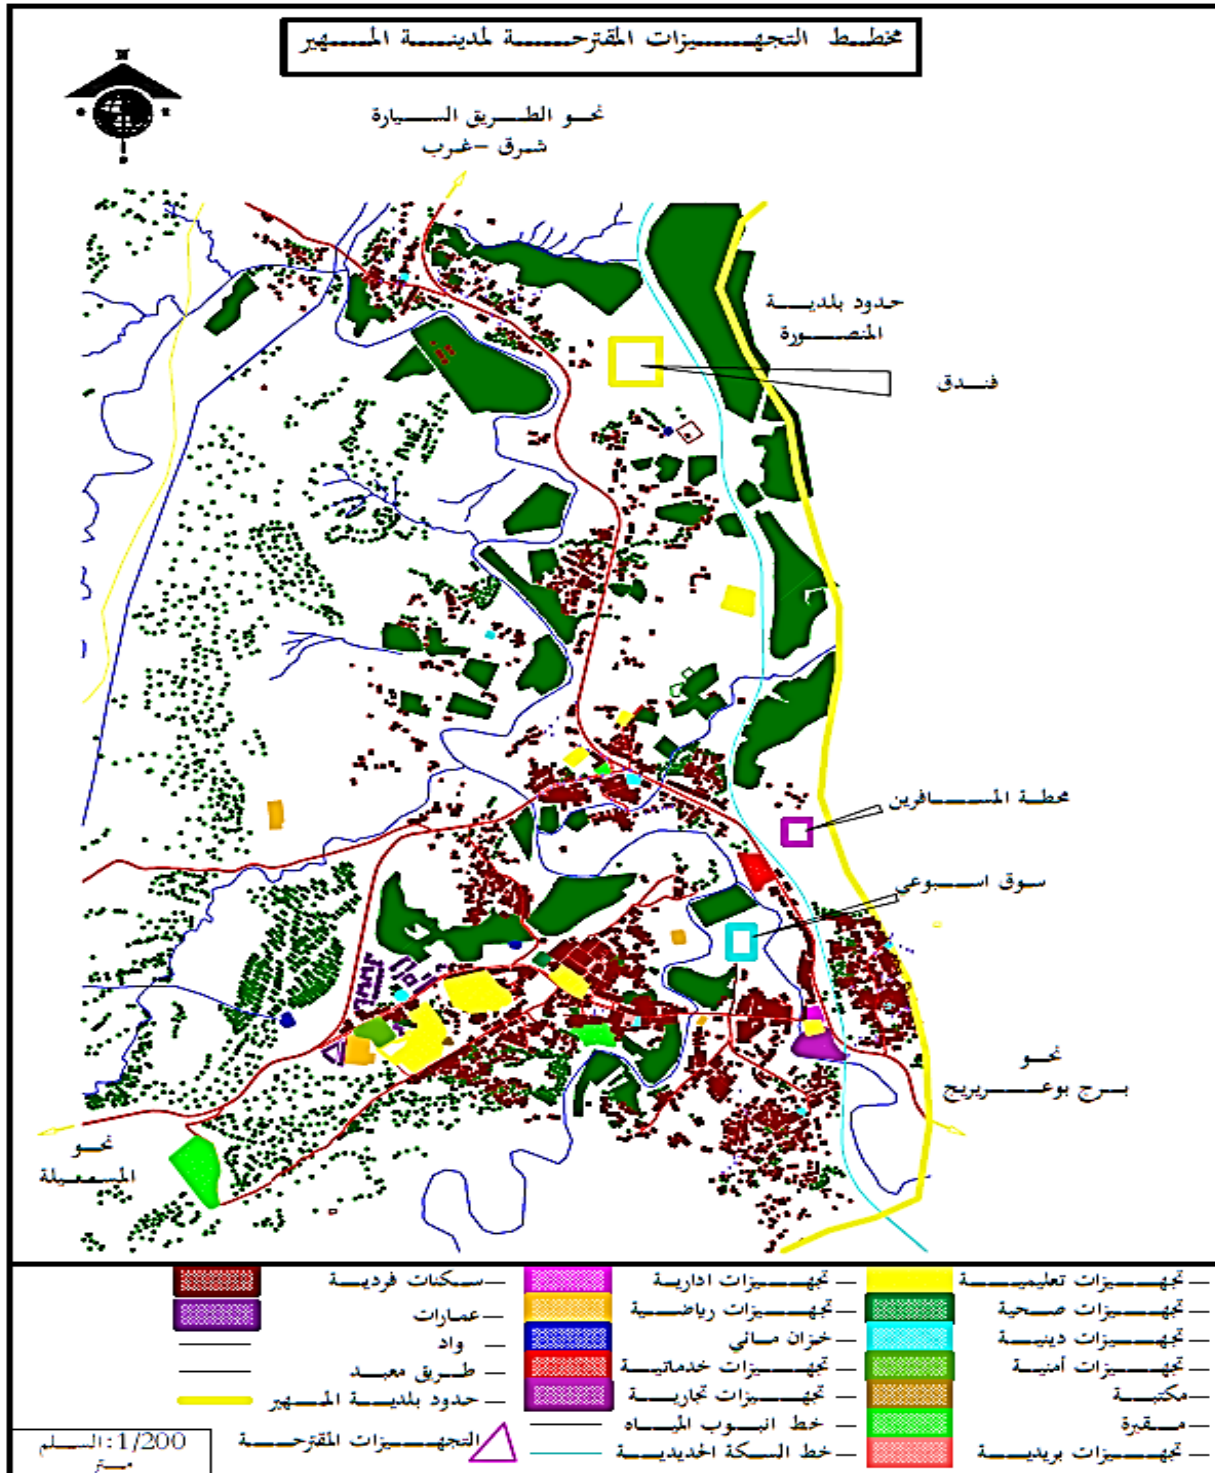 مخطط التجهيزات المقترحة لمدينة المهير
N
نحو الطريق السيارة
شرق -غرب
حدود بلدية
المنصورة
فندق
محطة المسافرين
سوق اسبوعي
نحو
برج بوعريريج
نحو
المسيلة
تجهيزات تعليمية
تجهيزات صحية
تجهيزات دينية
تجهيزات أمنية
مكتبة
مقبرة
تجهيزات بريدية
تجهيزات ادارية
تجهيزات رياضية
خزان مائي
تجهيزات خدماتية
تجهيزات تجارية
خط انبوب المياه
خط السكة الحديدية
سكنات فردية
عمارات
واد
طريق معبد
حدود بلدية المهير
التجهيزات المقترحة
السلم :1/200
متر